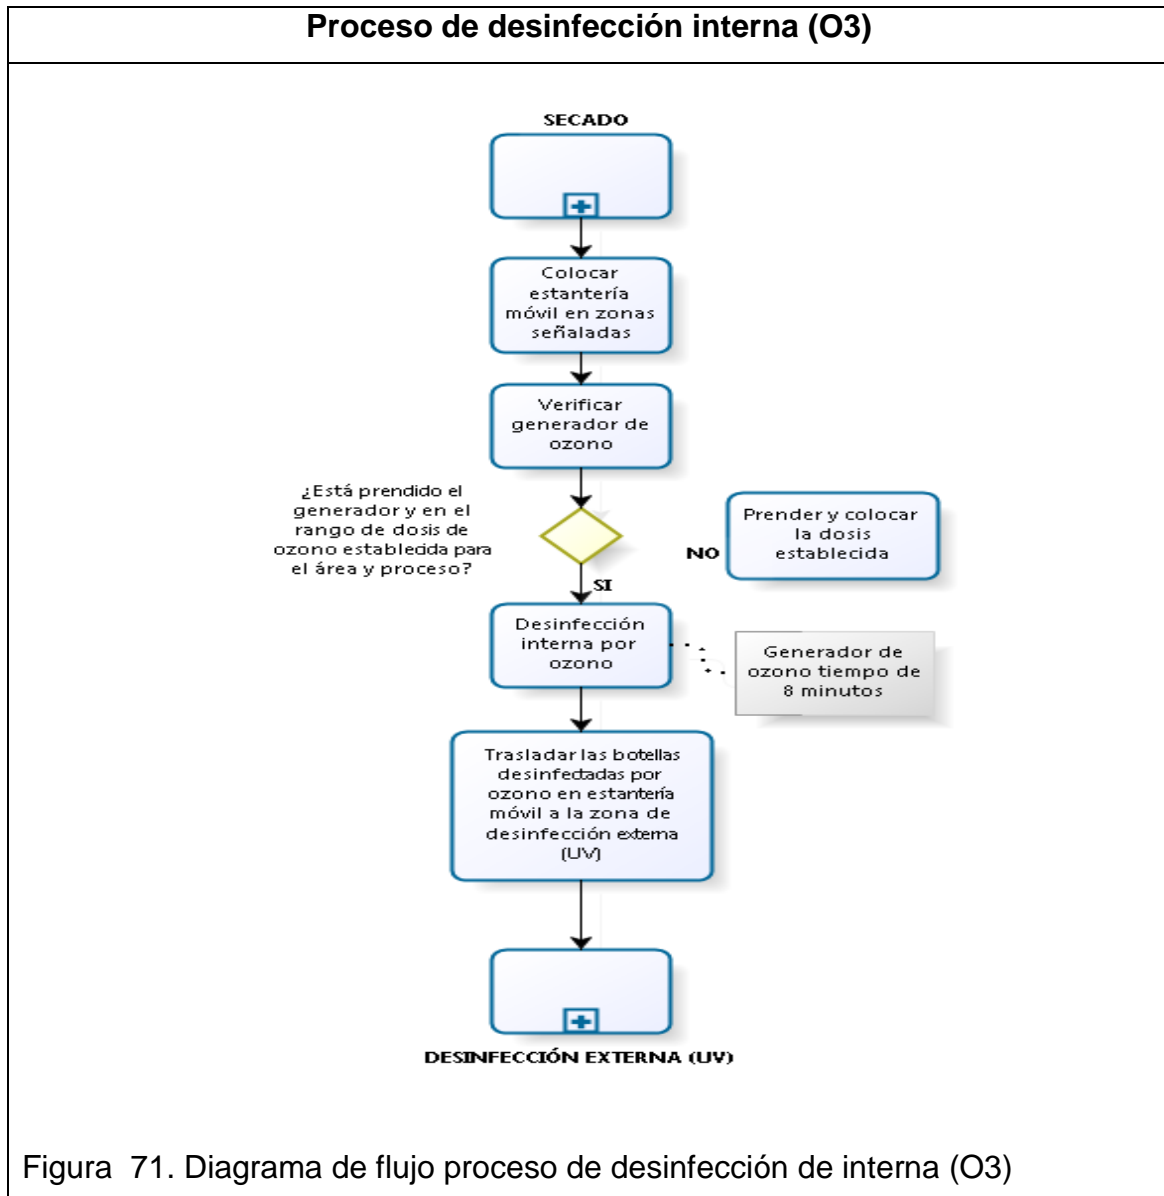 Proceso de desinfección interna (O3)
SECADO
Colocar
estantería
móvil en zonas
señaladas
Verificar
generador de
ozono
¿Está prendido el
generador y en el
rango de dosis de
ozono establecida para
el área y proceso?
NO
Prender y colocar
la dosis
establecida
SI
Desinfección
interna por
ozono
Generador de
ozono tiempo de
8 minutos
Trasladar las botellas
desinfectadas por
ozono en estantería
móvil a la zona de
desinfección externa
(UV)
DESINFECCIÓN EXTERNA (UV)
Figura  71. Diagrama de flujo proceso de desinfección de interna (O3)